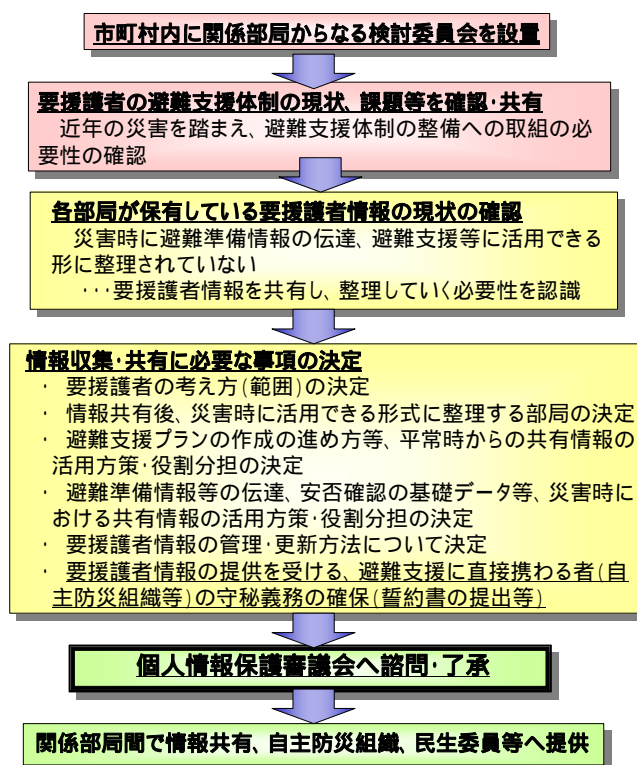 市町村内に関係部局からなる検討委員会を設置
要援護者の避難支援体制の現状、課題等を確認・共有
近年の災害を踏まえ、避難支援体制の整備への取組の必
要性の確認
各部局が保有している要援護者情報の現状の確認
災害時に避難準備情報の伝達、避難支援等に活用できる
形に整理されていない
・・・要援護者情報を共有し、整理していく必要性を認識
情報収集・共有に必要な事項の決定
・ 要援護者の考え方(範囲)の決定
・ 情報共有後、災害時に活用できる形式に整理する部局の決定
・ 避難支援プランの作成の進め方等、平常時からの共有情報の
活用方策・役割分担の決定
・ 避難準備情報等の伝達、安否確認の基礎データ等、災害時に
おける共有情報の活用方策・役割分担の決定
・ 要援護者情報の管理・更新方法について決定
・ 要援護者情報の提供を受ける、避難支援に直接携わる者(自
主防災組織等)の守秘義務の確保(誓約書の提出等)
個人情報保護審議会へ諮問・了承
関係部局間で情報共有、自主防災組織、民生委員等へ提供